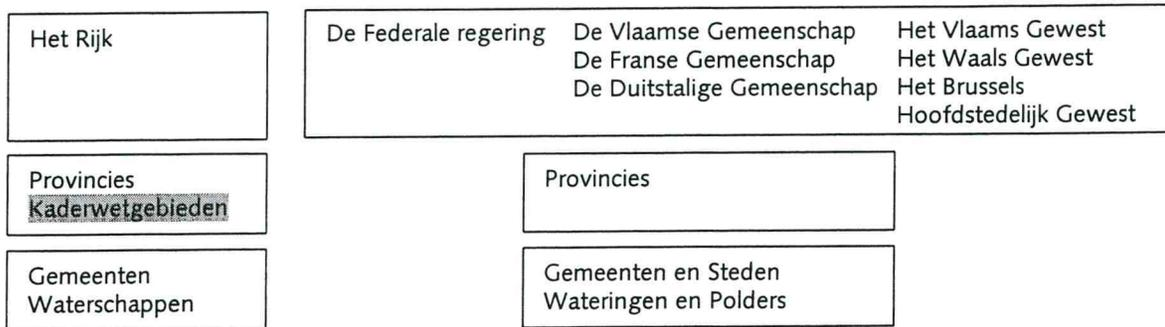 Het Rijk
De Federale regering
De Vlaamse Gemeenschap
De Franse Gemeenschap
De Duitstalige Gemeenschap
Het Vlaams Gewest
Het Waals Gewest
Het Brussels
Hoofdstedelijk Gewest
Provincies
Kaderwetgebieden
Provincies
Gemeenten
Waterschappen
Gemeenten en Steden
Wateringen en Polders